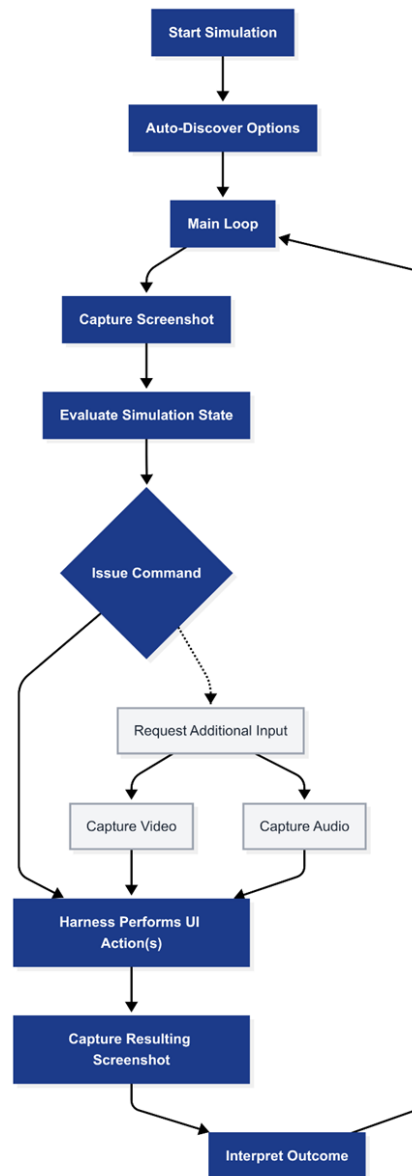 Start Simulation
Auto-Discover Options
Main Loop
Capture Screenshot
Evaluate Simulation State
Issue Command
Request Additional Input
Capture Video
Capture Audio
Harness Performs UI
Action(s)
Capture Resulting
Screenshot
Interpret Outcome